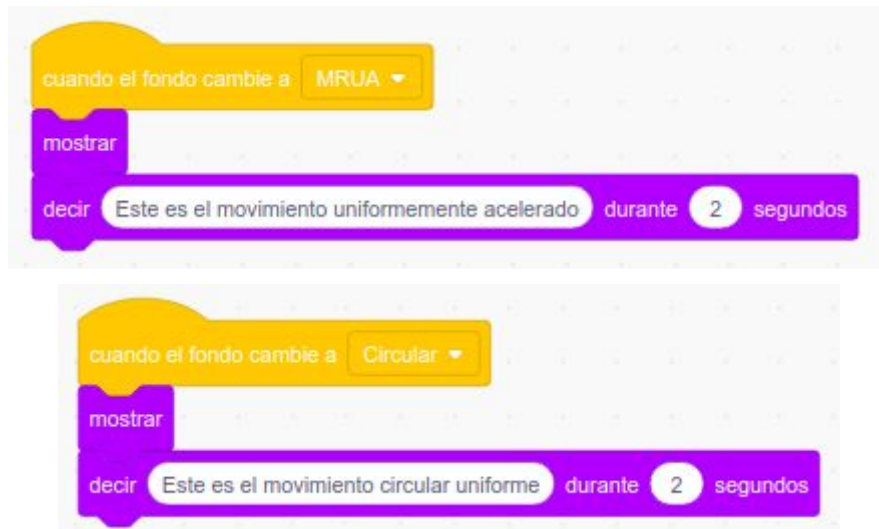 cuando el fondo cambie a MRUA
mostrar
decir Este es el movimiento uniformemente acelerado durante 2 segundos
cuando el fondo cambie a Circular
mostrar
decir Este es el movimiento circular uniforme durante 2 segundos